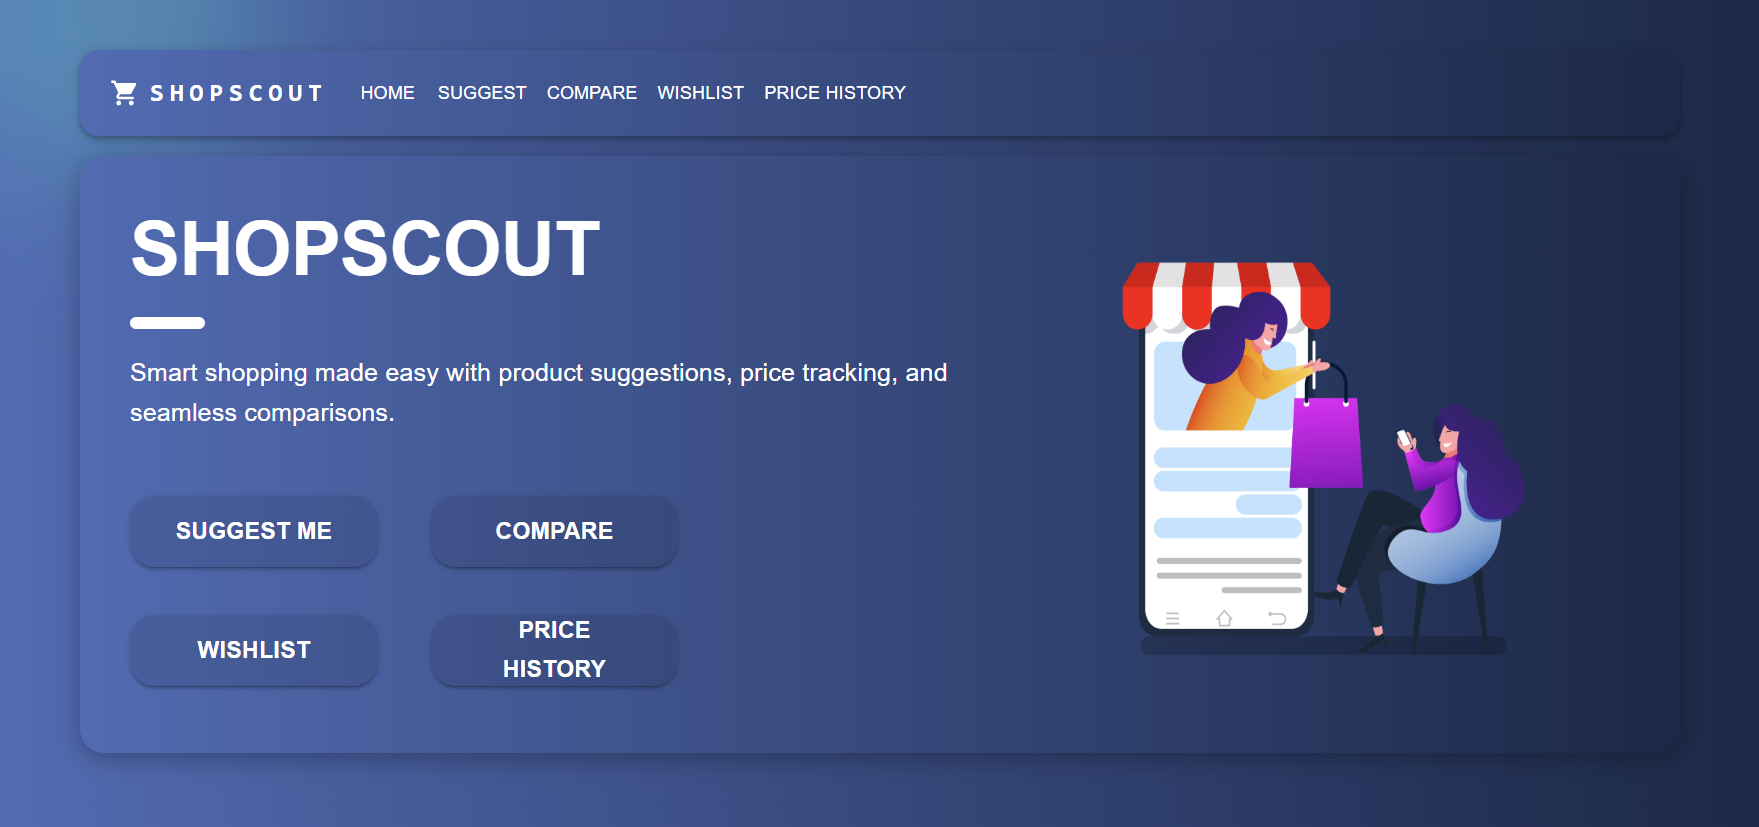 SHOPSCOUT HOME SUGGEST COMPARE WISHLIST PRICE HISTORY
SHOPSCOUT
Smart shopping made easy with product suggestions, price tracking, and
seamless comparisons.
SUGGEST ME COMPARE
WISHLIST
PRICE
HISTORY